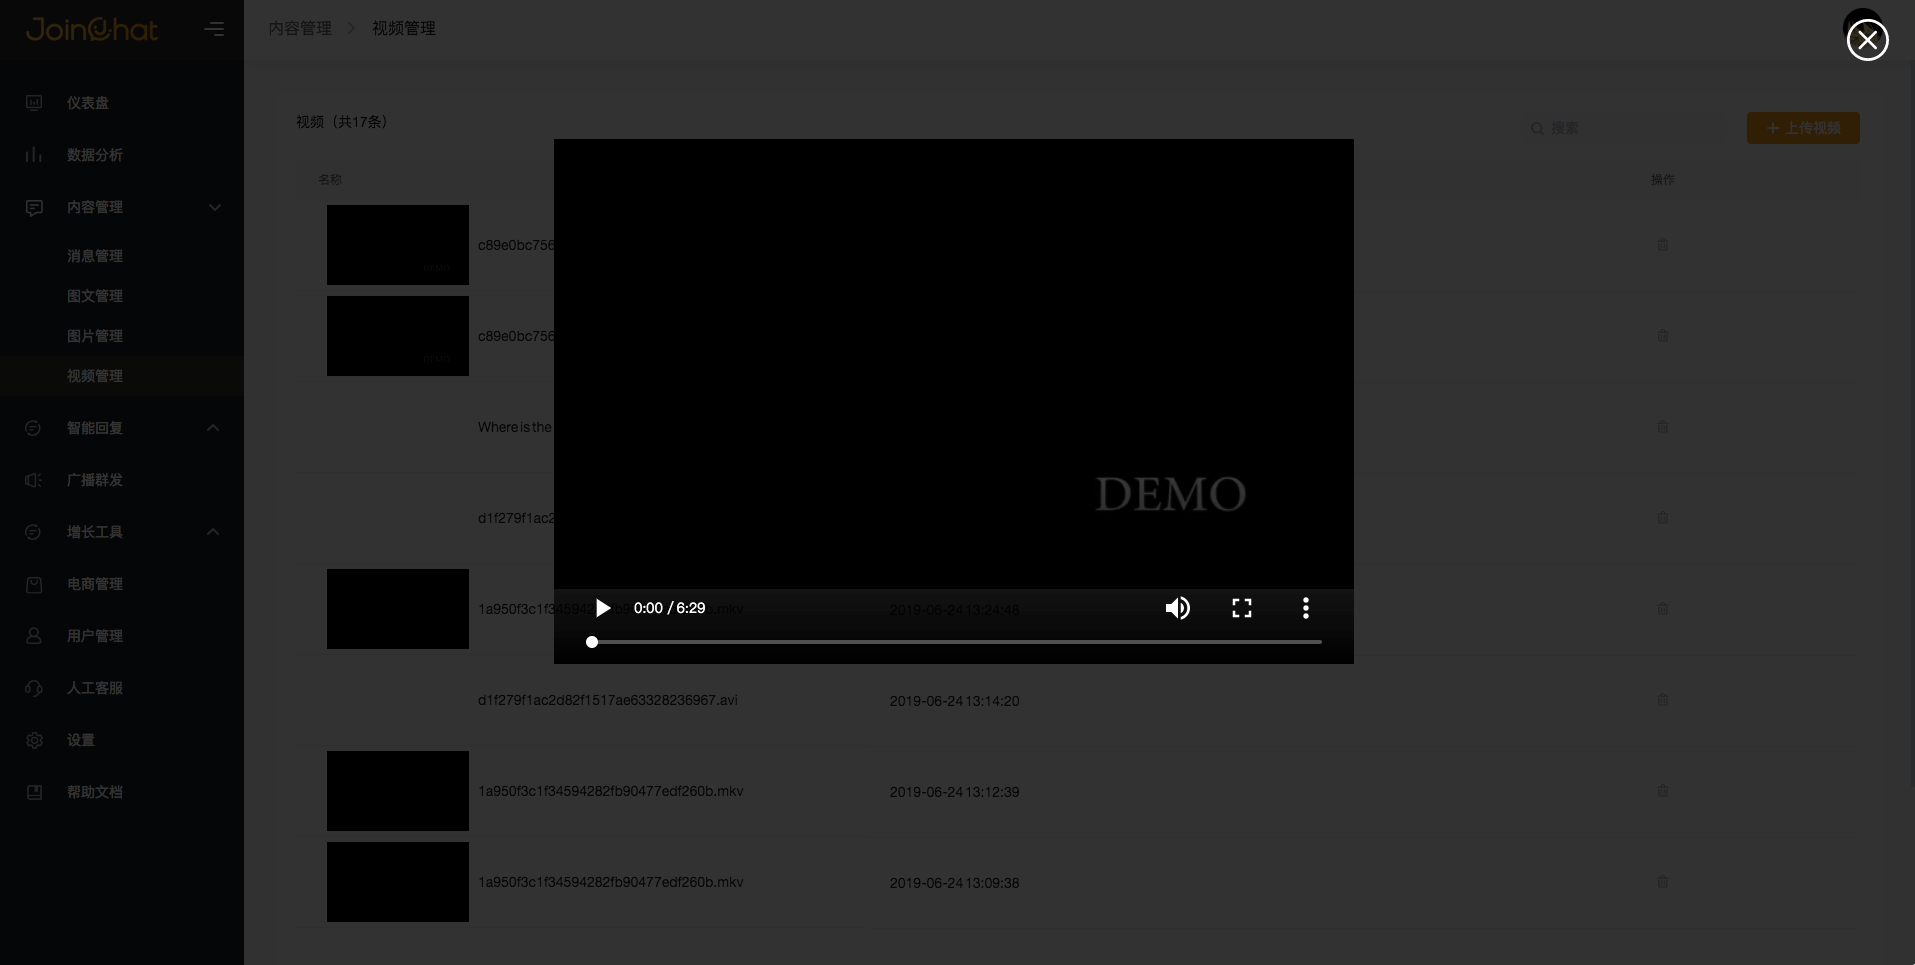 JoinChat
内容管理 > 视频管理
仪表盘
数据分析
内容管理
消息管理
图文管理
图片管理
视频管理
智能回复
广播群发
增长工具
电商管理
用户管理
人工客服
设置
帮助文档
视频（共17条）
搜索
+ 上传视频
名称
操作
DEMO
c89e0bc756
DEMO
c89e0bc756
Where is the
d1f279f1ac2
DEMO
1a950f3c1f34594282fb90477edf260b.mkv
2019-06-24 13:24:48
0:00 / 6:29
d1f279f1ac2d82f1517ae63328236967.avi
2019-06-24 13:14:20
1a950f3c1f34594282fb90477edf260b.mkv
2019-06-24 13:12:39
1a950f3c1f34594282fb90477edf260b.mkv
2019-06-24 13:09:38